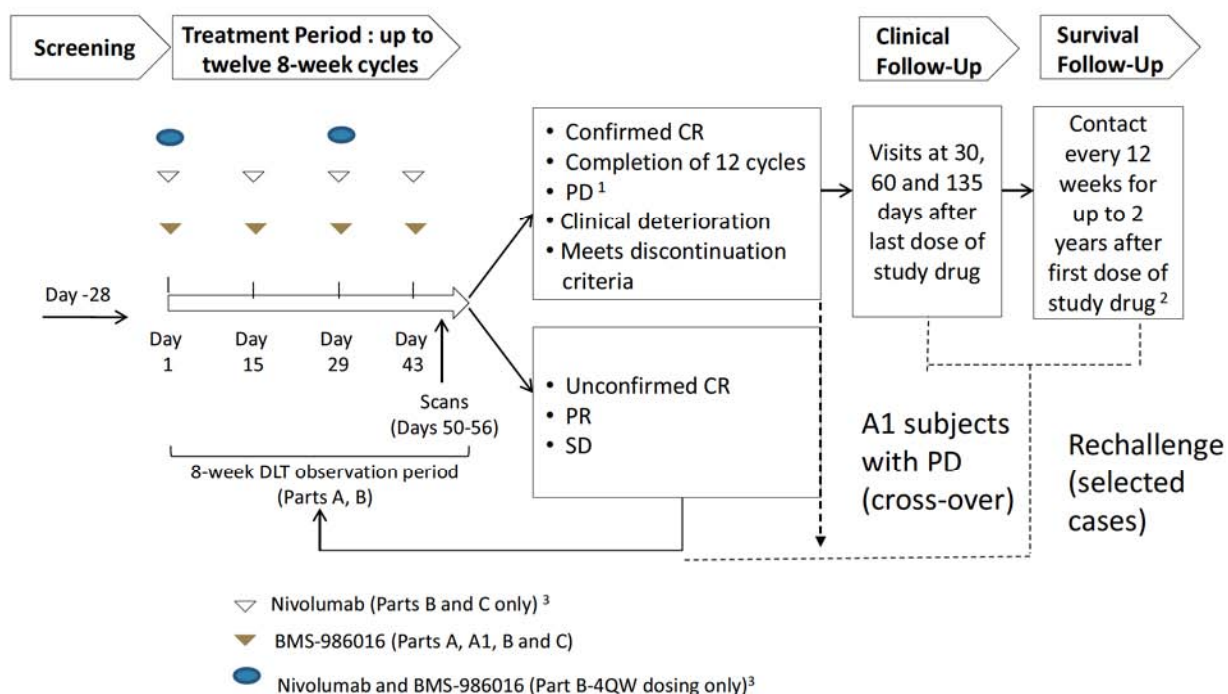 Screening
Treatment Period : up to
twelve 8-week cycles
Clinical
Follow-Up
Survival
Follow-Up
• Confirmed CR
• Completion of 12 cycles
• PD 1
• Clinical deterioration
• Meets discontinuation
criteria
Visits at 30,
60 and 135
days after
last dose of
study drug
Contact
every 12
weeks for
up to 2
years after
first dose of
study drug 2
Day -28
Day
1
Day
15
Day
29
Day
43
Scans
(Days 50-56)
8-week DLT observation period
(Parts A, B)
• Unconfirmed CR
• PR
• SD
A1 subjects
with PD
(cross-over)
Rechallenge
(selected
cases)
Nivolumab (Parts B and C only) 3
BMS-986016 (Parts A, A1, B and C)
Nivolumab and BMS-986016 (Part B-4QW dosing only)3